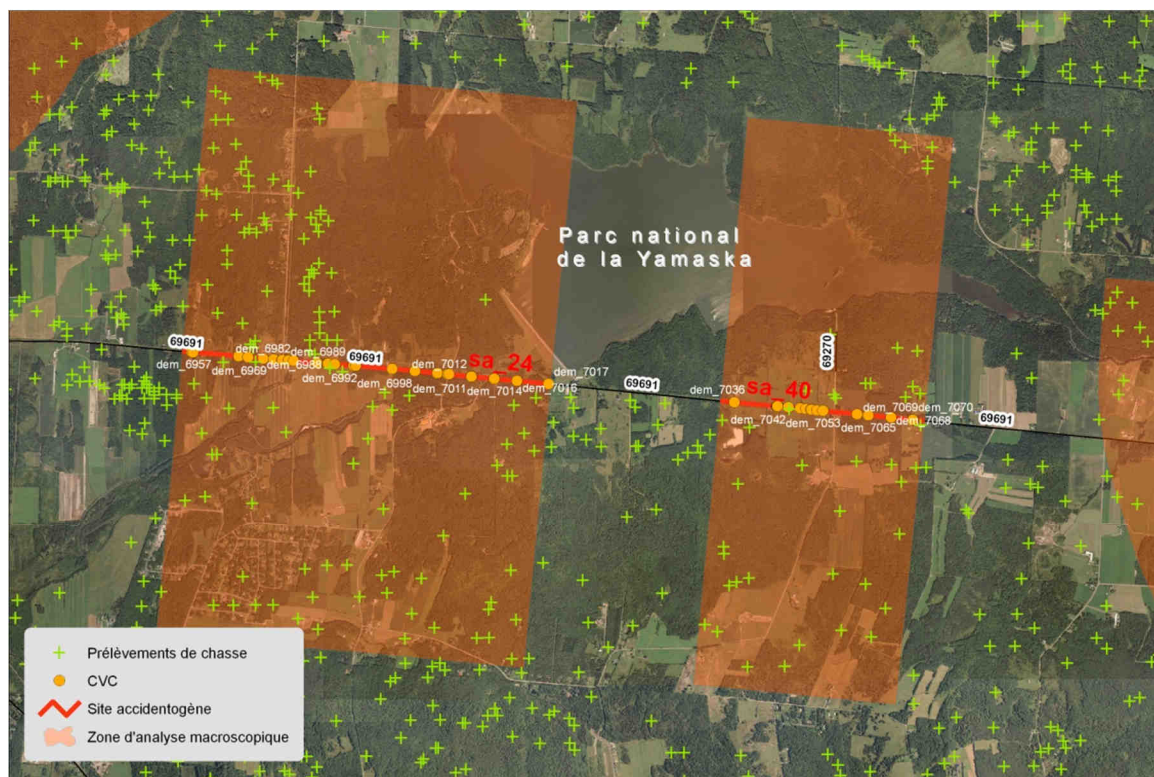 Parc national
de la Yamaska
69691
dem_6957
dem_6982
dem_6969
dem_6988
dem_6989
dem_6992
69691
dem_6998
dem_7012
dem_7011
sa_24
dem_7014
dem_7017
dem_7016
69691
dem_7036
sa_40
69270
dem_7042
dem_7053
dem_7069
dem_7070
dem_7065
dem_7068
69691
Prélèvements de chasse
CVC
Site accidentogène
Zone d'analyse macroscopique